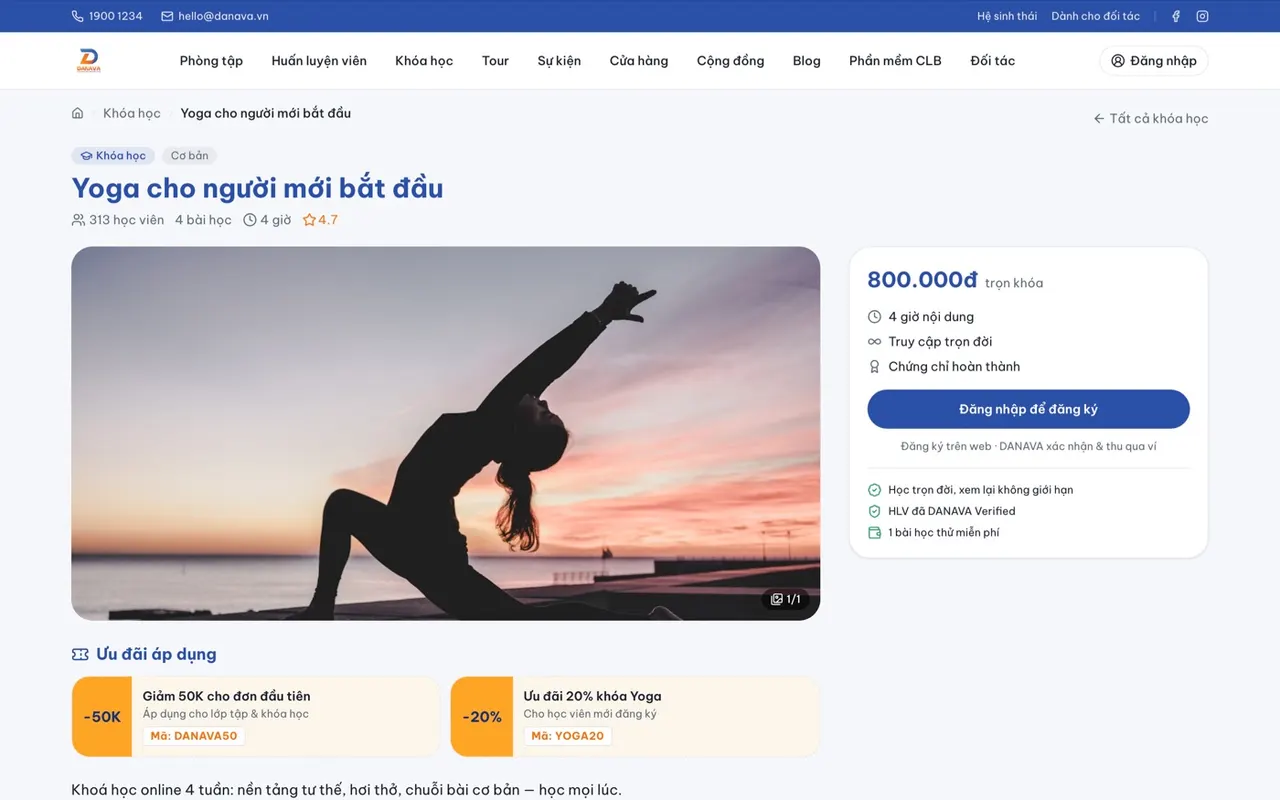 1900 1234 hello@danava.vn Hệ sinh thái Dành cho đối tác
DANAVA Phòng tập Huấn luyện viên Khóa học Tour Sự kiện Cửa hàng Cộng đồng Blog Phần mềm CLB Đối tác Đăng nhập
Khóa học Yoga cho người mới bắt đầu
← Tất cả khóa học
Khóa học Cơ bản
Yoga cho người mới bắt đầu
313 học viên 4 bài học 4 giờ 4.7
1/1
800.000đ trọn khóa
4 giờ nội dung
Truy cập trọn đời
Chứng chỉ hoàn thành
Đăng nhập để đăng ký
Đăng ký trên web · DANAVA xác nhận & thu qua ví
Học trọn đời, xem lại không giới hạn
HLV đã DANAVA Verified
1 bài học thử miễn phí
Ưu đãi áp dụng
-50K
Giảm 50K cho đơn đầu tiên
Áp dụng cho lớp tập & khóa học
Mã: DANAVA50
-20%
Ưu đãi 20% khóa Yoga
Cho học viên mới đăng ký
Mã: YOGA20
Khoá học online 4 tuần: nền tảng tư thế, hơi thở, chuỗi bài cơ bản — học mọi lúc.